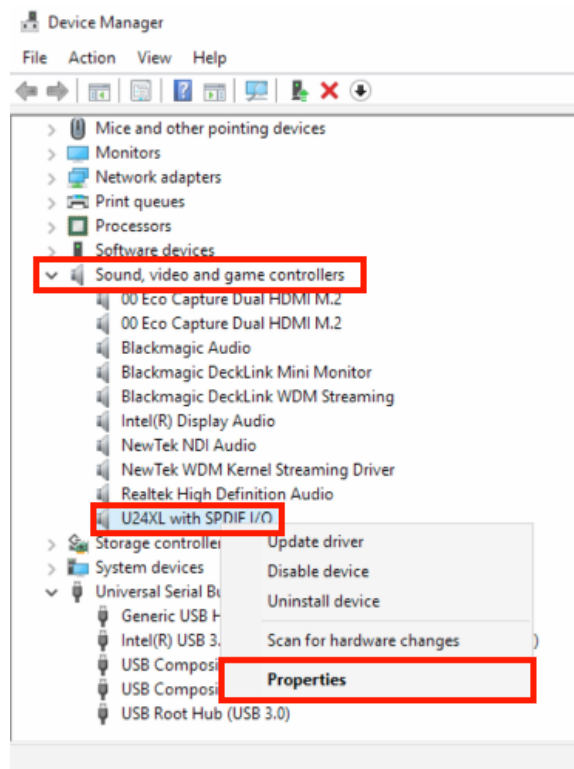 Device Manager
File Action View Help
Mice and other pointing devices
Monitors
Network adapters
Print queues
Processors
Software devices
Sound, video and game controllers
00 Eco Capture Dual HDMI M.2
00 Eco Capture Dual HDMI M.2
Blackmagic Audio
Blackmagic DeckLink Mini Monitor
Blackmagic DeckLink WDM Streaming
Intel(R) Display Audio
NewTek NDI Audio
NewTek WDM Kernel Streaming Driver
Realtek High Definition Audio
U24XL with SPDIF I/O
Storage controller
System devices
Universal Serial Bu
Generic USB H
Intel(R) USB 3. )
USB Composi
USB Composi
USB Root Hub (USB 3.0)
Update driver
Disable device
Uninstall device
Scan for hardware changes
Properties